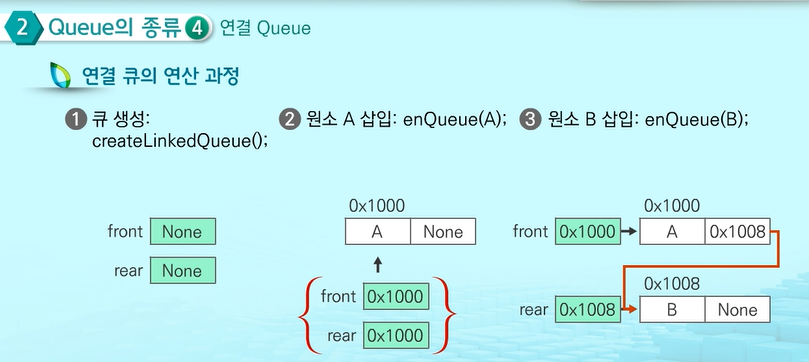 2 Queue의 종류 4 연결 Queue
연결 큐의 연산 과정
1 큐 생성:
createLinkedQueue();
2 원소 A 삽입: enQueue(A);
3 원소 B 삽입: enQueue(B);
front None
rear None
0x1000
A None
front 0x1000
rear 0x1000
0x1000
front 0x1000 A 0x1008
0x1008
rear 0x1008 B None